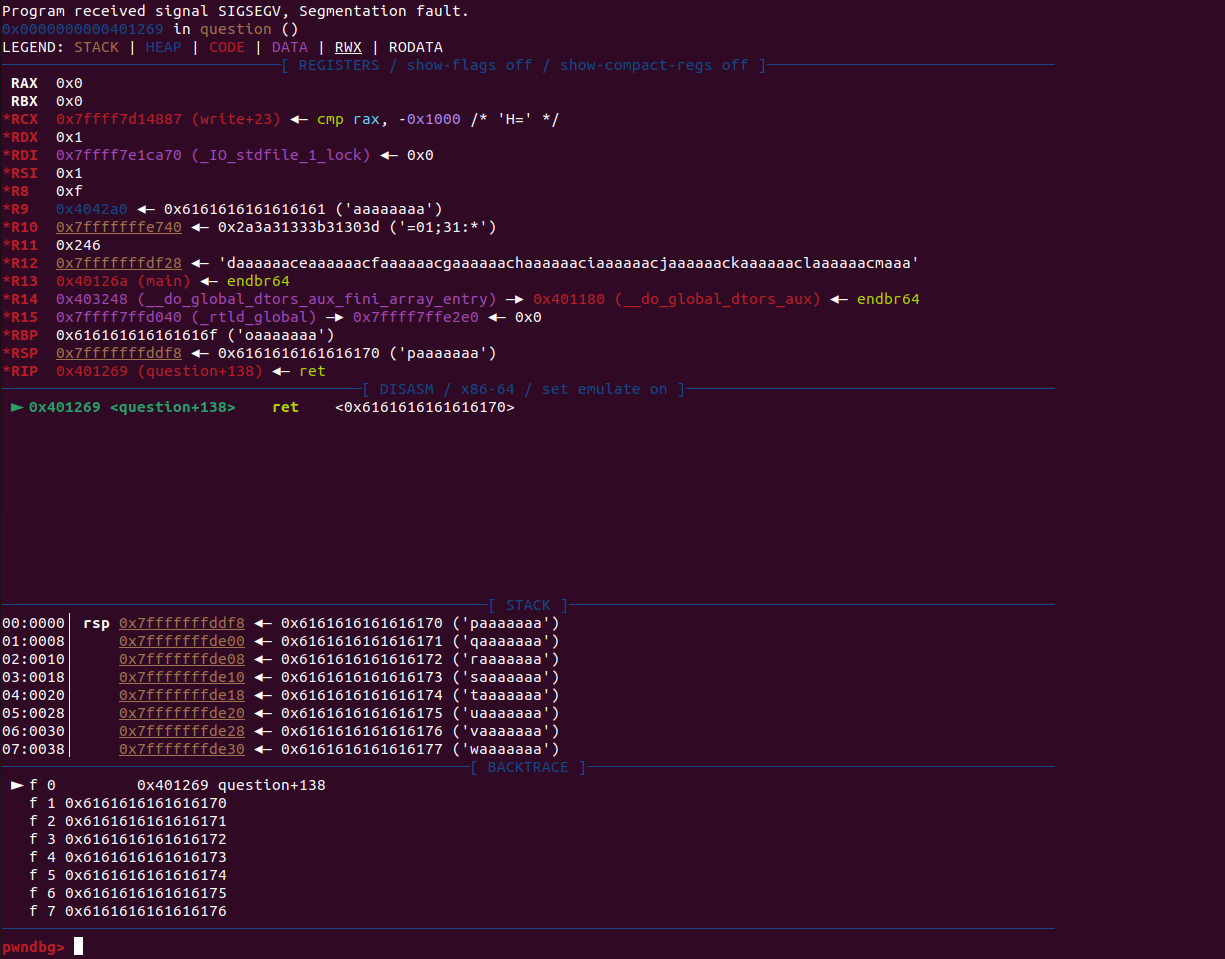 Program received signal SIGSEGV, Segmentation fault.
0x0000000000401269 in question ()
LEGEND: STACK | HEAP | CODE | DATA | RWX | RODATA
[ REGISTERS / show-flags off / show-compact-regs off ]
RAX  0x0
RBX  0x0
*RCX  0x7ffff7d14887 (write+23) ◂— cmp rax, -0x1000 /* 'H=' */
*RDX  0x1
*RDI  0x7ffff7e1ca70 (_IO_stdfile_1_lock) ◂— 0x0
*RSI  0x1
*R8   0xf
*R9   0x4042a0 ◂— 0x6161616161616161 ('aaaaaaaa')
*R10  0x7fffffffe740 ◂— 0x2a3a31333b31303d ('=01;31:*')
*R11  0x246
*R12  0x7fffffffdf28 ◂— 'daaaaaaceaaaaaacfaaaaaacgaaaaaachaaaaaaciaaaaaacjaaaaaackaaaaaaclaaaaaacmaaa'
*R13  0x40126a (main) ◂— endbr64
*R14  0x403248 (__do_global_dtors_aux_fini_array_entry) —▸ 0x401180 (__do_global_dtors_aux) ◂— endbr64
*R15  0x7ffff7ffd040 (_rtld_global) —▸ 0x7ffff7ffe2e0 ◂— 0x0
*RBP  0x616161616161616f ('oaaaaaaa')
*RSP  0x7fffffffddf8 ◂— 0x6161616161616170 ('paaaaaaa')
*RIP  0x401269 (question+138) ◂— ret
[ DISASM / x86-64 / set emulate on ]
► 0x401269 <question+138>    ret    <0x6161616161616170>
[ STACK ]
00:0000│ rsp 0x7fffffffddf8 ◂— 0x6161616161616170 ('paaaaaaa')
01:0008│     0x7fffffffde00 ◂— 0x6161616161616171 ('qaaaaaaa')
02:0010│     0x7fffffffde08 ◂— 0x6161616161616172 ('raaaaaaa')
03:0018│     0x7fffffffde10 ◂— 0x6161616161616173 ('saaaaaaa')
04:0020│     0x7fffffffde18 ◂— 0x6161616161616174 ('taaaaaaa')
05:0028│     0x7fffffffde20 ◂— 0x6161616161616175 ('uaaaaaaa')
06:0030│     0x7fffffffde28 ◂— 0x6161616161616176 ('vaaaaaaa')
07:0038│     0x7fffffffde30 ◂— 0x6161616161616177 ('waaaaaaa')
[ BACKTRACE ]
► f 0         0x401269 question+138
f 1 0x6161616161616170
f 2 0x6161616161616171
f 3 0x6161616161616172
f 4 0x6161616161616173
f 5 0x6161616161616174
f 6 0x6161616161616175
f 7 0x6161616161616176
pwndbg>